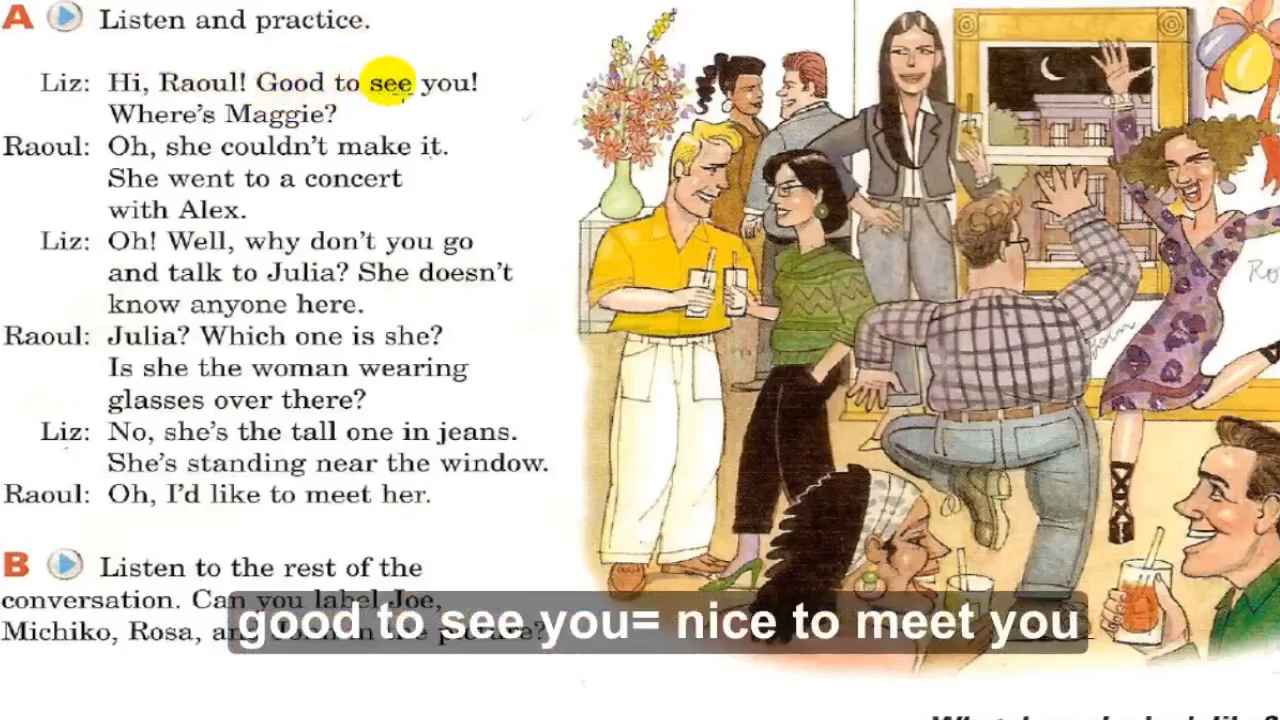 A Listen and practice.
Liz: Hi, Raoul! Good to see you!
Where's Maggie?
Raoul: Oh, she couldn't make it.
She went to a concert
with Alex.
Liz: Oh! Well, why don't you go
and talk to Julia? She doesn't
know anyone here.
Raoul: Julia? Which one is she?
Is she the woman wearing
glasses over there?
Liz: No, she's the tall one in jeans.
She's standing near the window.
Raoul: Oh, I'd like to meet her.
B Listen to the rest of the
conversation. Can you label Joe,
Michiko, Rosa, picture?
good to see you= nice to meet you